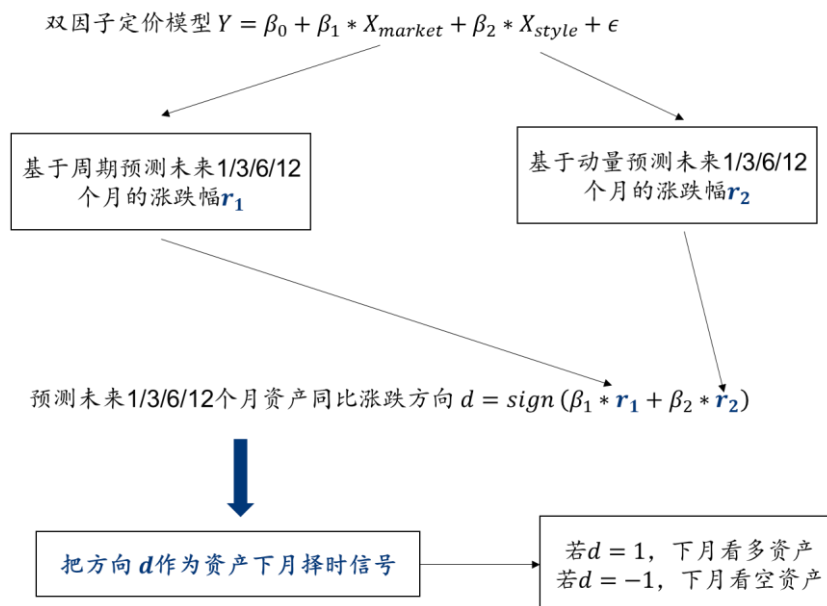 双因子定价模型 Y = β₀ + β₁ * X_market + β₂ * X_style + ϵ
基于周期预测未来1/3/6/12
个月的涨跌幅r₁
基于动量预测未来1/3/6/12
个月的涨跌幅r₂
预测未来1/3/6/12个月资产同比涨跌方向 d = sign (β₁ * r₁ + β₂ * r₂)
把方向 d作为资产下月择时信号
若d = 1，下月看多资产
若d = −1，下月看空资产